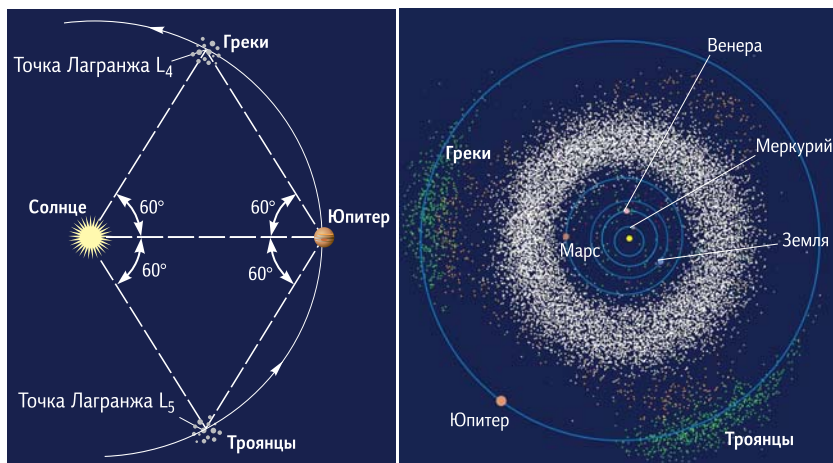 Греки
Точка Лагранжа L₄
60°
60°
Солнце
Юпитер
60°
60°
Точка Лагранжа L₅
Троянцы
Венера
Меркурий
Греки
Марс
Земля
Юпитер
Троянцы